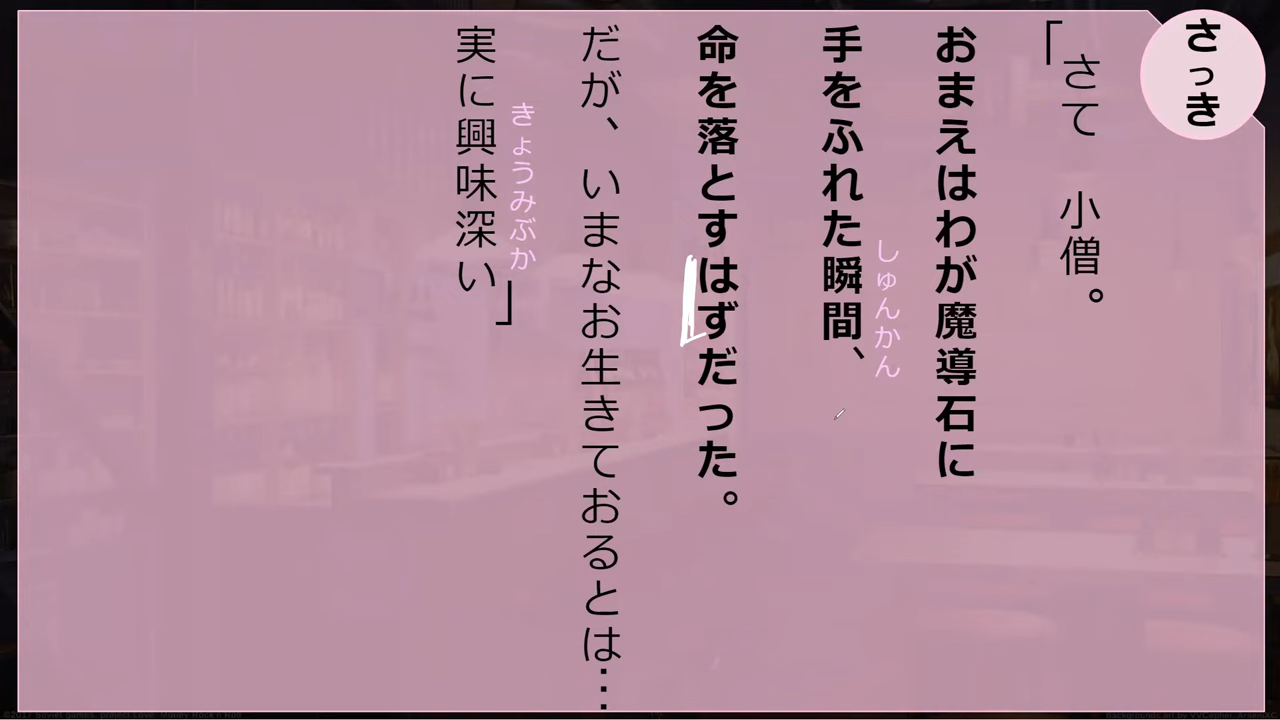 さっき
「さて　小僧。
おまえはわが魔導石に
手をふれた瞬間、
しゅんかん
命を落とすはずだった。
だが、いまなお生きておるとは…
実に興味深い」
きょうみぶか